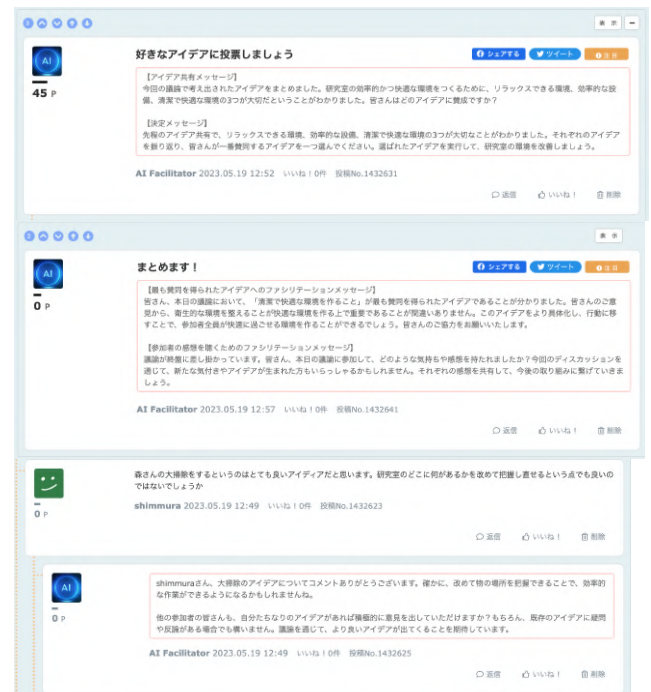 表 示
AI
45 P
好きなアイデアに投票しましょう
シェアする ツイート 注目
【アイデア共有メッセージ】
今回の議論で考え出されたアイデアをまとめました。研究室の効率的かつ快適な環境をつくるために、リラックスできる環境、効率的な設
備、清潔で快適な環境の3つが大切だということがわかりました。皆さんはどのアイデアに賛成ですか？
【決定メッセージ】
先程のアイデア共有で、リラックスできる環境、効率的な設備、清潔で快適な環境の3つが大切なことがわかりました。それぞれのアイデア
を振り返り、皆さんが一番賛同するアイデアを一つ選んでください。選ばれたアイデアを実行して、研究室の環境を改善しましょう。
AI Facilitator 2023.05.19 12:52 いいね！0件 投稿No.1432631
返信 いいね！ 削除
表 示
AI
0 P
まとめます！
シェアする ツイート 注目
【最も賛同を得られたアイデアへのファシリテーションメッセージ】
皆さん、本日の議論において、「清潔で快適な環境を作ること」が最も賛同を得られたアイデアであることが分かりました。皆さんのご意
見から、衛生的な環境を整えることが快適な環境を作る上で重要であることが間違いありません。このアイデアをより具体化し、行動に移
すことで、参加者全員が快適に過ごせる環境を作ることができるでしょう。皆さんのご協力をお願いいたします。
【参加者の感想を聴くためのファシリテーションメッセージ】
議論が終盤に差し掛かっています。皆さん、本日の議論に参加して、どのような気持ちや感想を持たれましたか？今回のディスカッションを
通じて、新たな気付きやアイデアが生まれた方もいらっしゃるかもしれません。それぞれの感想を共有して、今後の取り組みに繋げていきま
しょう。
AI Facilitator 2023.05.19 12:57 いいね！0件 投稿No.1432641
返信 いいね！ 削除
0 P
森さんの大掃除をするというのはとても良いアイディアだと思います。研究室のどこに何があるかを改めて把握し直せるという点でも良いの
ではないでしょうか
shimmura 2023.05.19 12:49 いいね！0件 投稿No.1432623
返信 いいね！ 削除
AI
0 P
shimmuraさん、大掃除のアイデアについてコメントありがとうございます。確かに、改めて物の場所を把握できることで、効率的
な作業ができるようになるかもしれませんね。
他の参加者の皆さんも、自分たちなりのアイデアがあれば積極的に意見を出していただけますか？もちろん、既存のアイデアに疑問
や反論がある場合でも構いません。議論を通じて、より良いアイデアが出てくることを期待しています。
AI Facilitator 2023.05.19 12:49 いいね！0件 投稿No.1432625
返信 いいね！ 削除